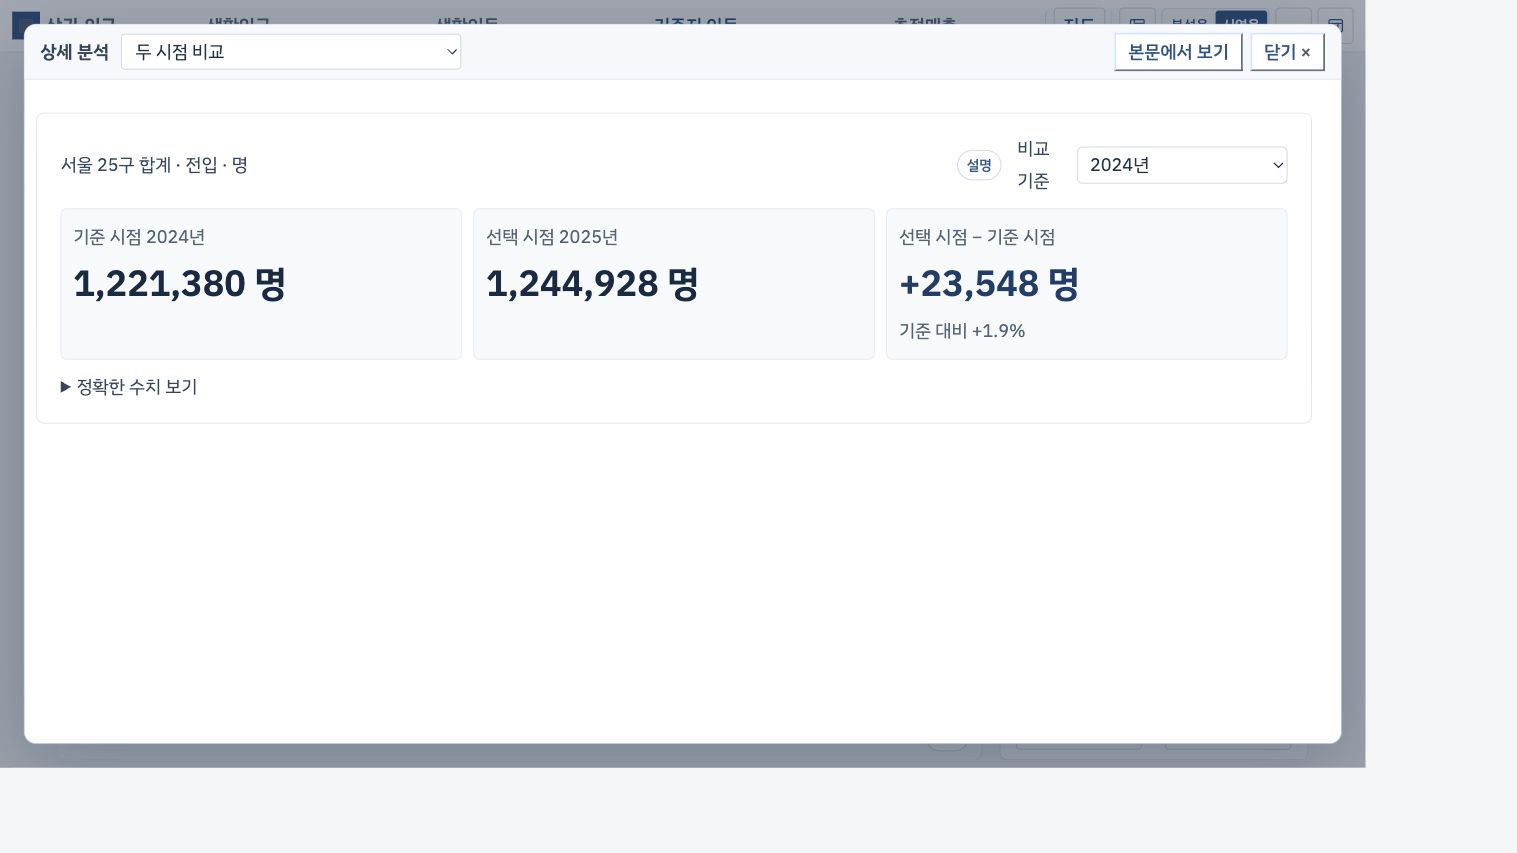 상세 분석
두 시점 비교
본문에서 보기
닫기 ×
서울 25구 합계 · 전입 · 명
설명
비교
기준
2024년
기준 시점 2024년
1,221,380 명
선택 시점 2025년
1,244,928 명
선택 시점 – 기준 시점
+23,548 명
기준 대비 +1.9%
▶ 정확한 수치 보기